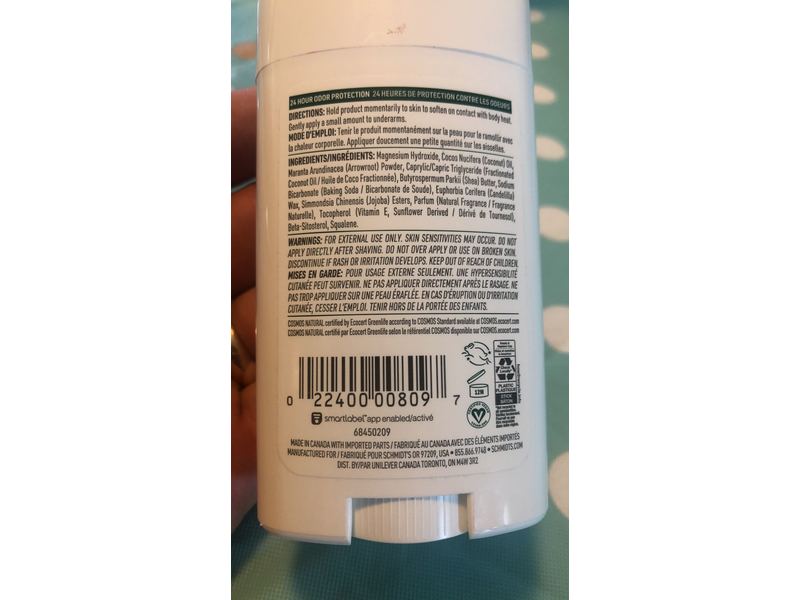 24 HOUR ODOR PROTECTION 24 HEURES DE PROTECTION CONTRE LES ODEURS
DIRECTIONS: Hold product momentarily to skin to soften on contact with body heat.
Gently apply a small amount to underarms.
MODE D'EMPLOI: Tenir le produit momentanément sur la peau pour le ramollir avec
la chaleur corporelle. Appliquer doucement une petite quantité sur les aisselles.
INGREDIENTS/INGRÉDIENTS: Magnesium Hydroxide, Cocos Nucifera (Coconut) Oil,
Maranta Arundinacea (Arrowroot) Powder, Caprylic/Capric Triglyceride (Fractionated
Coconut Oil / Huile de Coco Fractionnée), Butyrospermum Parkii (Shea) Butter, Sodium
Bicarbonate (Baking Soda / Bicarbonate de Soude), Euphorbia Cerifera (Candelilla)
Wax, Simmondsia Chinensis (Jojoba) Esters, Parfum (Natural Fragrance / Fragrance
Naturelle), Tocopherol (Vitamin E, Sunflower Derived / Dérivé de Tournesol),
Beta-Sitosterol, Squalene.
WARNINGS: FOR EXTERNAL USE ONLY. SKIN SENSITIVITIES MAY OCCUR. DO NOT
APPLY DIRECTLY AFTER SHAVING. DO NOT OVER APPLY OR USE ON BROKEN SKIN.
DISCONTINUE IF RASH OR IRRITATION DEVELOPS. KEEP OUT OF REACH OF CHILDREN.
MISES EN GARDE: POUR USAGE EXTERNE SEULEMENT. UNE HYPERSENSIBILITÉ
CUTANÉE PEUT SURVENIR. NE PAS APPLIQUER DIRECTEMENT APRÈS LE RASAGE. NE
PAS TROP APPLIQUER SUR UNE PEAU ÉRAFLÉE. EN CAS D'ÉRUPTION OU D'IRRITATION
CUTANÉE, CESSER L'EMPLOI. TENIR HORS DE LA PORTÉE DES ENFANTS.
COSMOS NATURAL certified by Ecocert Greenlife according to COSMOS Standard available at COSMOS.ecocert.com
COSMOS NATURAL certifié par Ecocert Greenlife selon le référentiel COSMOS disponible sur COSMOS.ecocert.com
0 22400 00809 7
smartlabel app enabled/activé
68450209
12M
PLASTIC
PLASTIQUE
STICK
BÂTON
how2recycle.info
MADE IN CANADA WITH IMPORTED PARTS / FABRIQUÉ AU CANADA AVEC DES ÉLÉMENTS IMPORTÉS
MANUFACTURED FOR / FABRIQUÉ POUR SCHMIDTS OR 97209, USA • 855.866.9748 • SCHMIDTS.COM
DIST. BY/PAR UNILEVER CANADA TORONTO, ON M4W 3R2